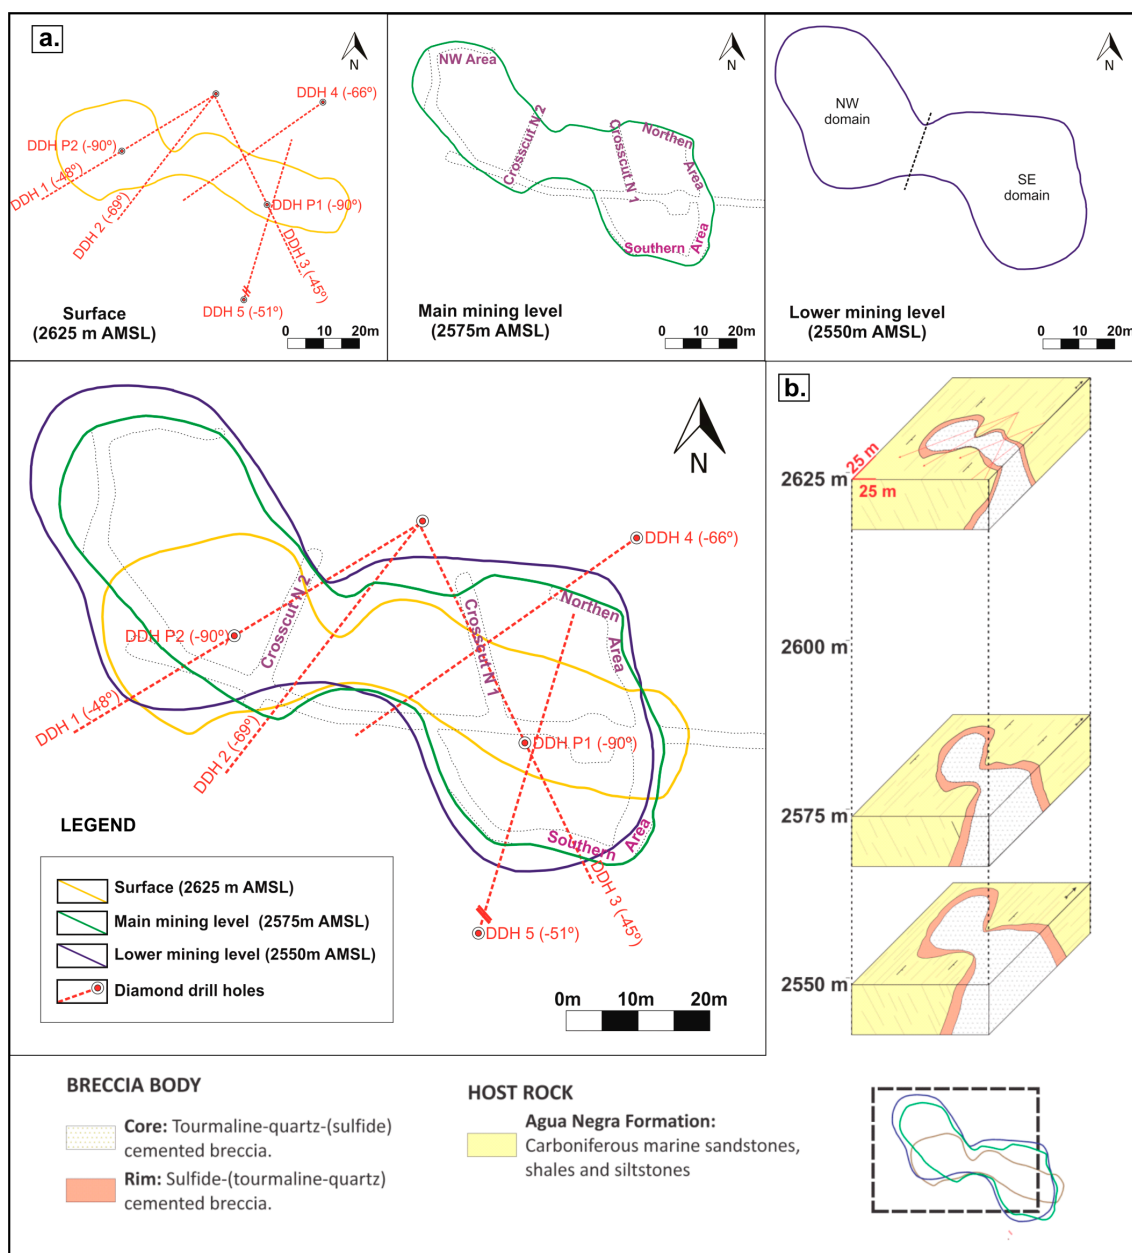 a.
N
DDH 4 (-66º)
DDH P2 (-90º)
DDH 1 (-48º)
DDH 2 (-69º)
DDH P1 (-90º)
DDH 3 (-45º)
DDH 5 (-51º)
Surface
(2625 m AMSL)
0 10 20m
N
NW Area
Crosscut N 2
Crosscut N 1
Northen
Area
Southern
Area
Main mining level
(2575m AMSL)
0 10 20m
N
NW
domain
SE
domain
Lower mining level
(2550m AMSL)
0 10 20m
N
DDH 4 (-66º)
Crosscut N 2
Crosscut N 1
Northen
Area
DDH P2 (-90º)
DDH 1 (-48º)
DDH 2 (-69º)
DDH P1 (-90º)
Southern
Area
DDH 3 (-45º)
DDH 5 (-51º)
LEGEND
Surface (2625 m AMSL)
Main mining level (2575m AMSL)
Lower mining level (2550m AMSL)
Diamond drill holes
0m 10m 20m
b.
25 m
25 m
2625 m
2600 m
2575 m
2550 m
BRECCIA BODY
Core: Tourmaline-quartz-(sulfide)
cemented breccia.
Rim: Sulfide-(tourmaline-quartz)
cemented breccia.
HOST ROCK
Agua Negra Formation:
Carboniferous marine sandstones,
shales and siltstones